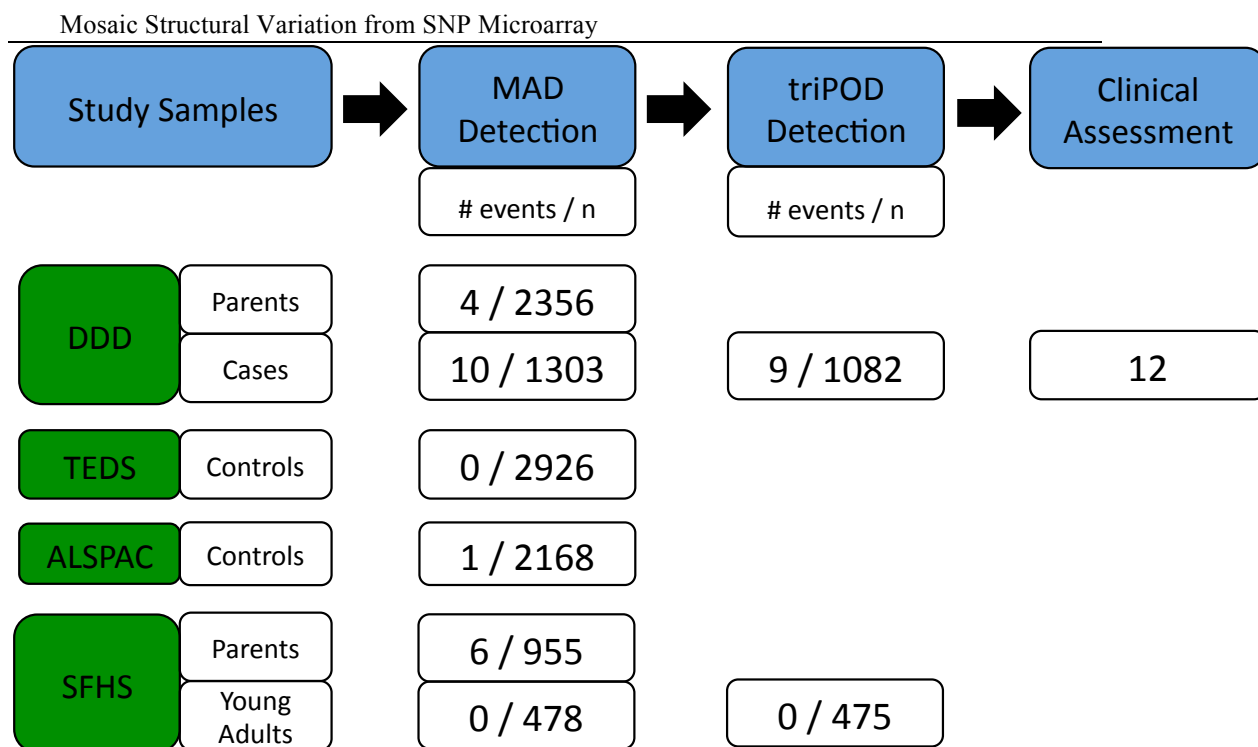 Mosaic Structural Variation from SNP Microarray
Study Samples
MAD
Detection
triPOD
Detection
Clinical
Assessment
# events / n
# events / n
DDD
Parents
4 / 2356
Cases
10 / 1303
9 / 1082
12
TEDS
Controls
0 / 2926
ALSPAC
Controls
1 / 2168
SFHS
Parents
6 / 955
Young
Adults
0 / 478
0 / 475